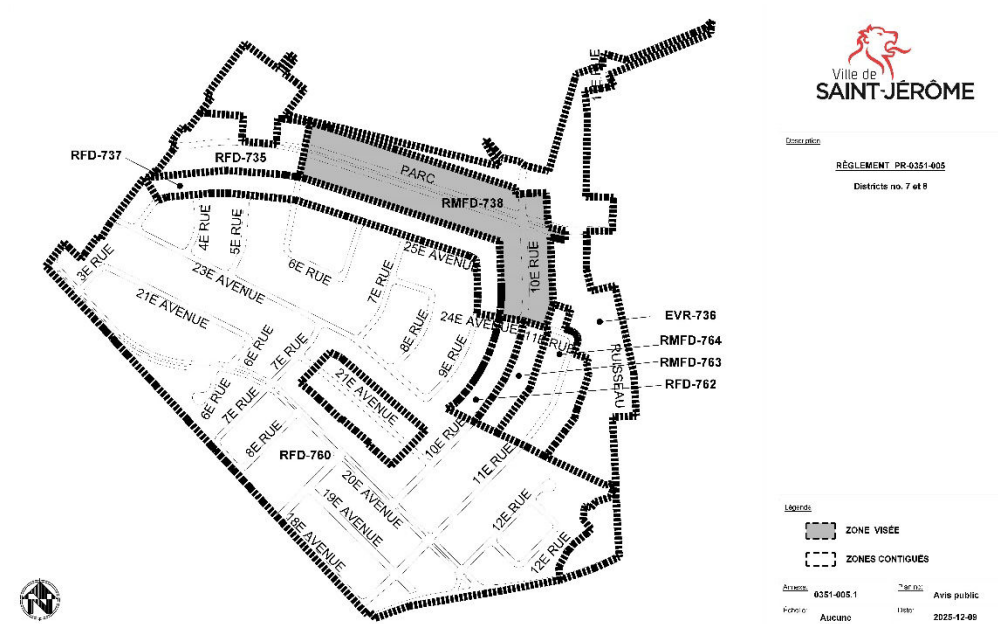 1 E RUE
RFD-737
RFD-735
PARC
RMFD-738
4E RUE
5E RUE
3E RUE
6E RUE
25E AVENUE
7E RUE
10E RUE
23E AVENUE
21E AVENUE
24E AVENUE
11E RUE
8E RUE
9E RUE
6E RUE
7E RUE
EVR-736
RMFD-764
RMFD-763
RFD-762
RUISSEAU
21E AVENUE
6E RUE
7E RUE
8E RUE
10E RUE
RFD-760
11E RUE
20E AVENUE
19E AVENUE
18E AVENUE
12E RUE
12E RUE
N
Ville de
SAINT-JÉRÔME
Description
RÈGLEMENT PR-0351-005
Districts no. 7 et 8
Légende
ZONE VISÉE
ZONES CONTIGUËS
Annexe: 0351-005.1 Plan no: Avis public
Échelle: Aucune Date: 2025-12-09